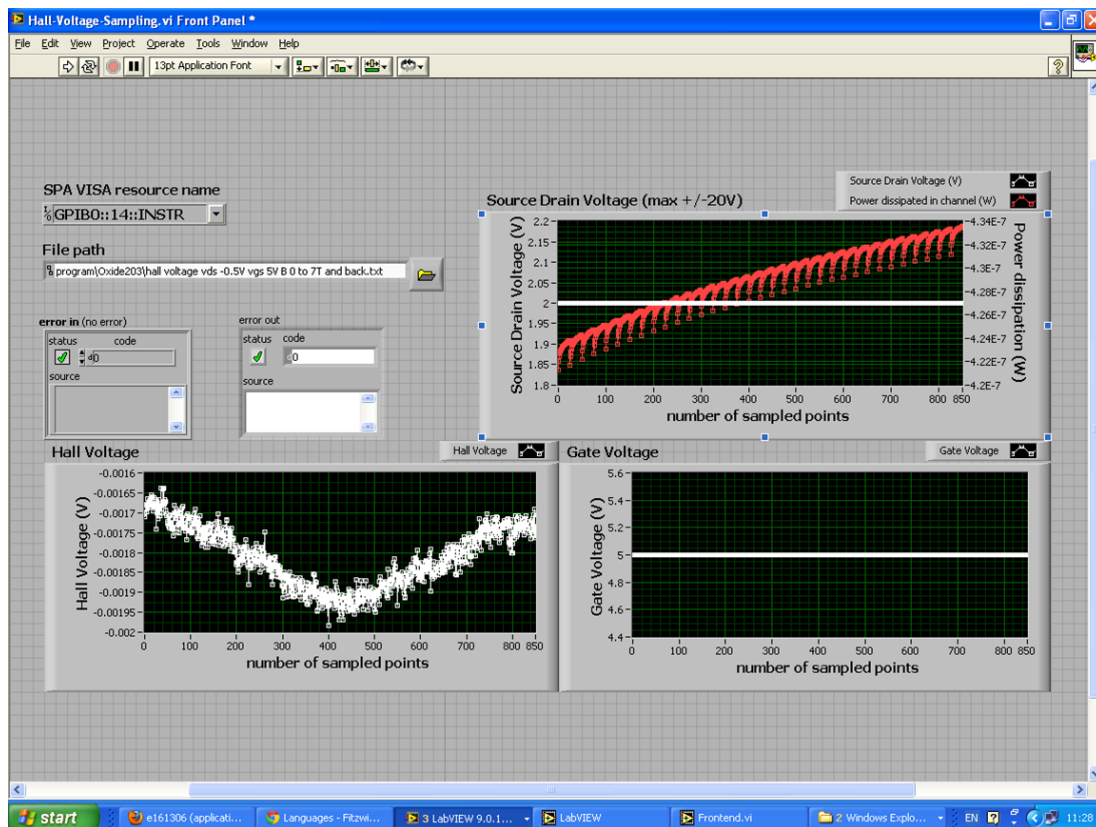 Hall-Voltage-Sampling.vi Front Panel *
File Edit View Project Operate Tools Window Help
13pt Application Font
SPA VISA resource name
GPIB0::14::INSTR
File path
program\Oxide203\hall voltage vds -0.5V vgs 5V B 0 to 7T and back.txt
error in (no error)
status code
0
source
error out
status code
0
source
Source Drain Voltage (max +/-20V)
Source Drain Voltage (V)
Power dissipated in channel (W)
Source Drain Voltage (V)
2.2
2.15
2.1
2.05
2
1.95
1.9
1.85
1.8
-4.34E-7
-4.32E-7
-4.3E-7
-4.28E-7
-4.26E-7
-4.24E-7
-4.22E-7
-4.2E-7
Power dissipation (W)
0 100 200 300 400 500 600 700 800 850
number of sampled points
Hall Voltage
Hall Voltage
Hall Voltage (V)
-0.0016
-0.00165
-0.0017
-0.00175
-0.0018
-0.00185
-0.0019
-0.00195
-0.002
0 100 200 300 400 500 600 700 800 850
number of sampled points
Gate Voltage
Gate Voltage
Gate Voltage (V)
5.6
5.4
5.2
5
4.8
4.6
4.4
0 100 200 300 400 500 600 700 800 850
number of sampled points
start
e161306 (applicati...
Languages - Fitzwi...
3 LabVIEW 9.0.1...
LabVIEW
Frontend.vi
2 Windows Explo...
EN
11:28